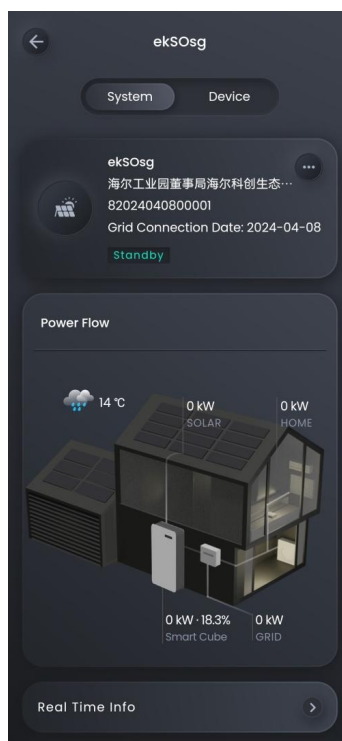 ekSOsg
System
Device
ekSOsg
海尔工业园董事局海尔科创生态…
82024040800001
Grid Connection Date: 2024-04-08
Standby
Power Flow
14 ℃
0 kW
SOLAR
0 kW
HOME
0 kW · 18.3%
Smart Cube
0 kW
GRID
Real Time Info